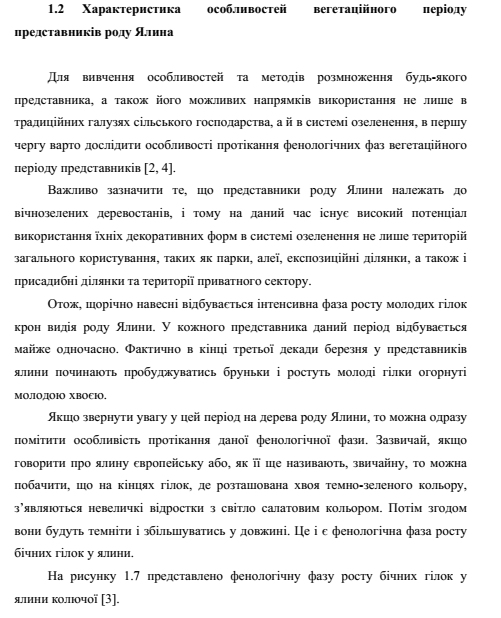 1.2 Характеристика особливостей вегетаційного періоду
представників роду Ялина
Для вивчення особливостей та методів розмноження будь-якого
представника, а також його можливих напрямків використання не лише в
традиційних галузях сільського господарства, а й в системі озеленення, в першу
чергу варто дослідити особливості протікання фенологічних фаз вегетаційного
періоду представників [2, 4].
Важливо зазначити те, що представники роду Ялини належать до
вічнозелених деревостанів, і тому на даний час існує високий потенціал
використання їхніх декоративних форм в системі озеленення не лише територій
загального користування, таких як парки, алеї, експозиційні ділянки, а також і
присадибні ділянки та території приватного сектору.
Отож, щорічно навесні відбувається інтенсивна фаза росту молодих гілок
крон видія роду Ялини. У кожного представника даний період відбувається
майже одночасно. Фактично в кінці третьої декади березня у представників
ялини починають пробуджуватись бруньки і ростуть молоді гілки огорнуті
молодою хвоєю.
Якщо звернути увагу у цей період на дерева роду Ялини, то можна одразу
помітити особливість протікання даної фенологічної фази. Зазвичай, якщо
говорити про ялину європейську або, як її ще називають, звичайну, то можна
побачити, що на кінцях гілок, де розташована хвоя темно-зеленого кольору,
з’являються невеличкі відростки з світло салатовим кольором. Потім згодом
вони будуть темніти і збільшуватись у довжині. Це і є фенологічна фаза росту
бічних гілок у ялини.
На рисунку 1.7 представлено фенологічну фазу росту бічних гілок у
ялини колючої [3].